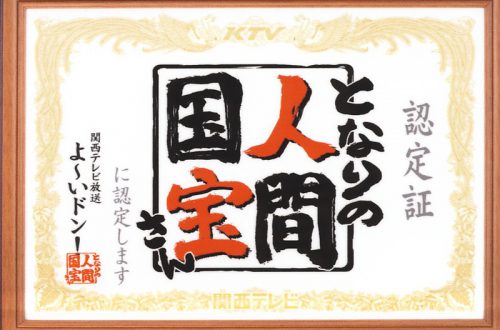 KTV
認定証
となりの
人間
国宝
さん
に認定します
関西テレビ放送
よ～いドン!
となりの
人間
国宝
関西テレビ